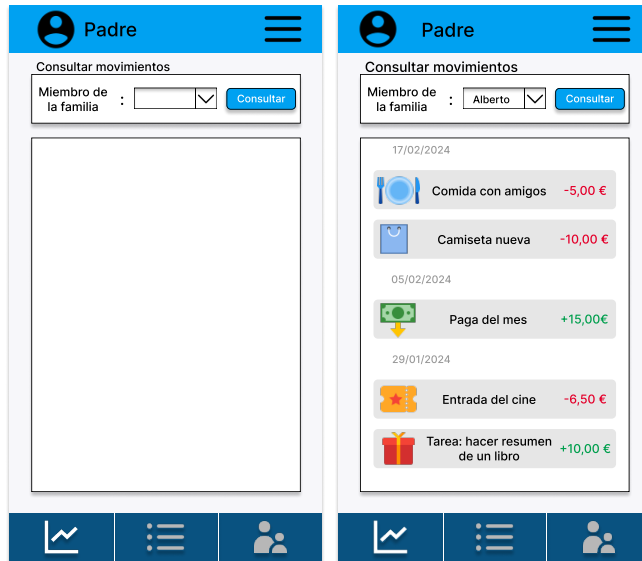 Padre
Consultar movimientos
Miembro de
la familia
:
Consultar
Padre
Consultar movimientos
Miembro de
la familia
:
Alberto
Consultar
17/02/2024
Comida con amigos -5,00 €
Camiseta nueva -10,00 €
05/02/2024
Paga del mes +15,00€
29/01/2024
Entrada del cine -6,50 €
Tarea: hacer resumen
de un libro
+10,00 €